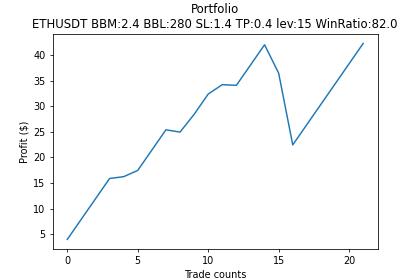 Portfolio
ETHUSDT BBM:2.4 BBL:280 SL:1.4 TP:0.4 lev:15 WinRatio:82.0
40
35
30
25
20
15
10
5
Profit ($)
0 5 10 15 20
Trade counts